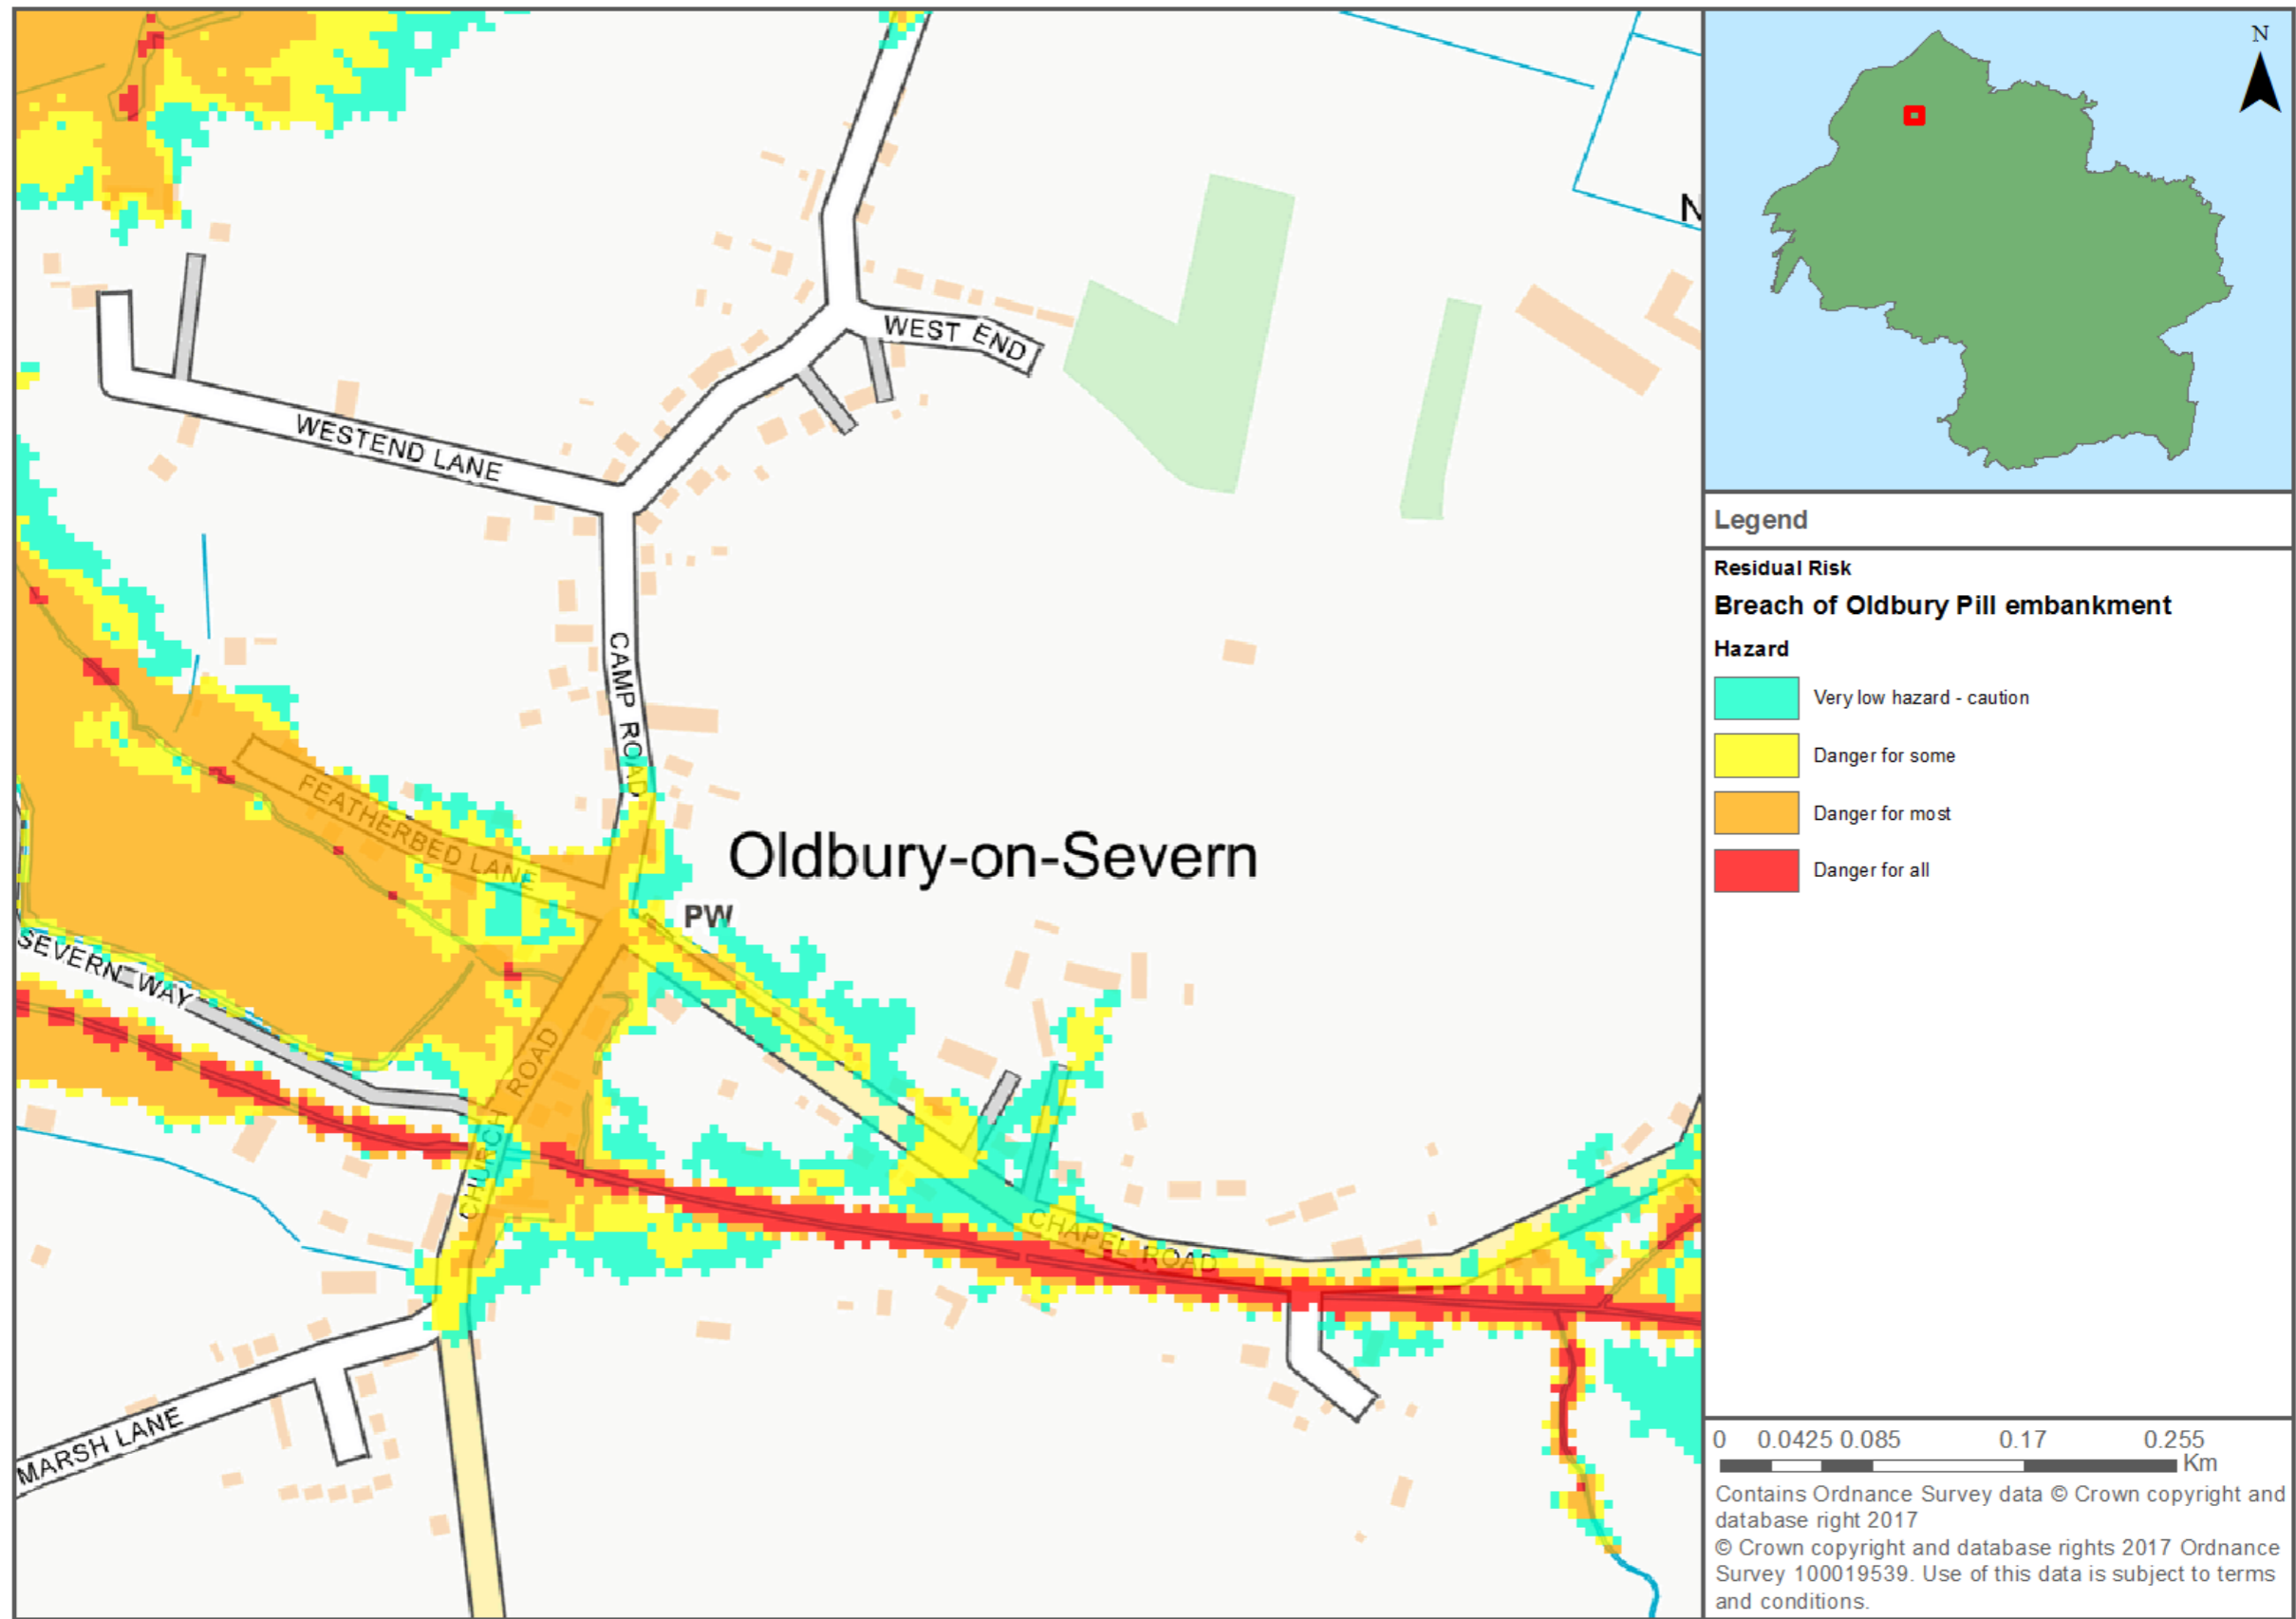 N
WEST END
WESTEND LANE
CAMP ROAD
FEATHERBED LANE
Oldbury-on-Severn
PW
SEVERN WAY
CHURCH ROAD
CHAPEL ROAD
MARSH LANE
N
Legend
Residual Risk
Breach of Oldbury Pill embankment
Hazard
Very low hazard - caution
Danger for some
Danger for most
Danger for all
0 0.0425 0.085 0.17 0.255
Km
Contains Ordnance Survey data © Crown copyright and
database right 2017
© Crown copyright and database rights 2017 Ordnance
Survey 100019539. Use of this data is subject to terms
and conditions.